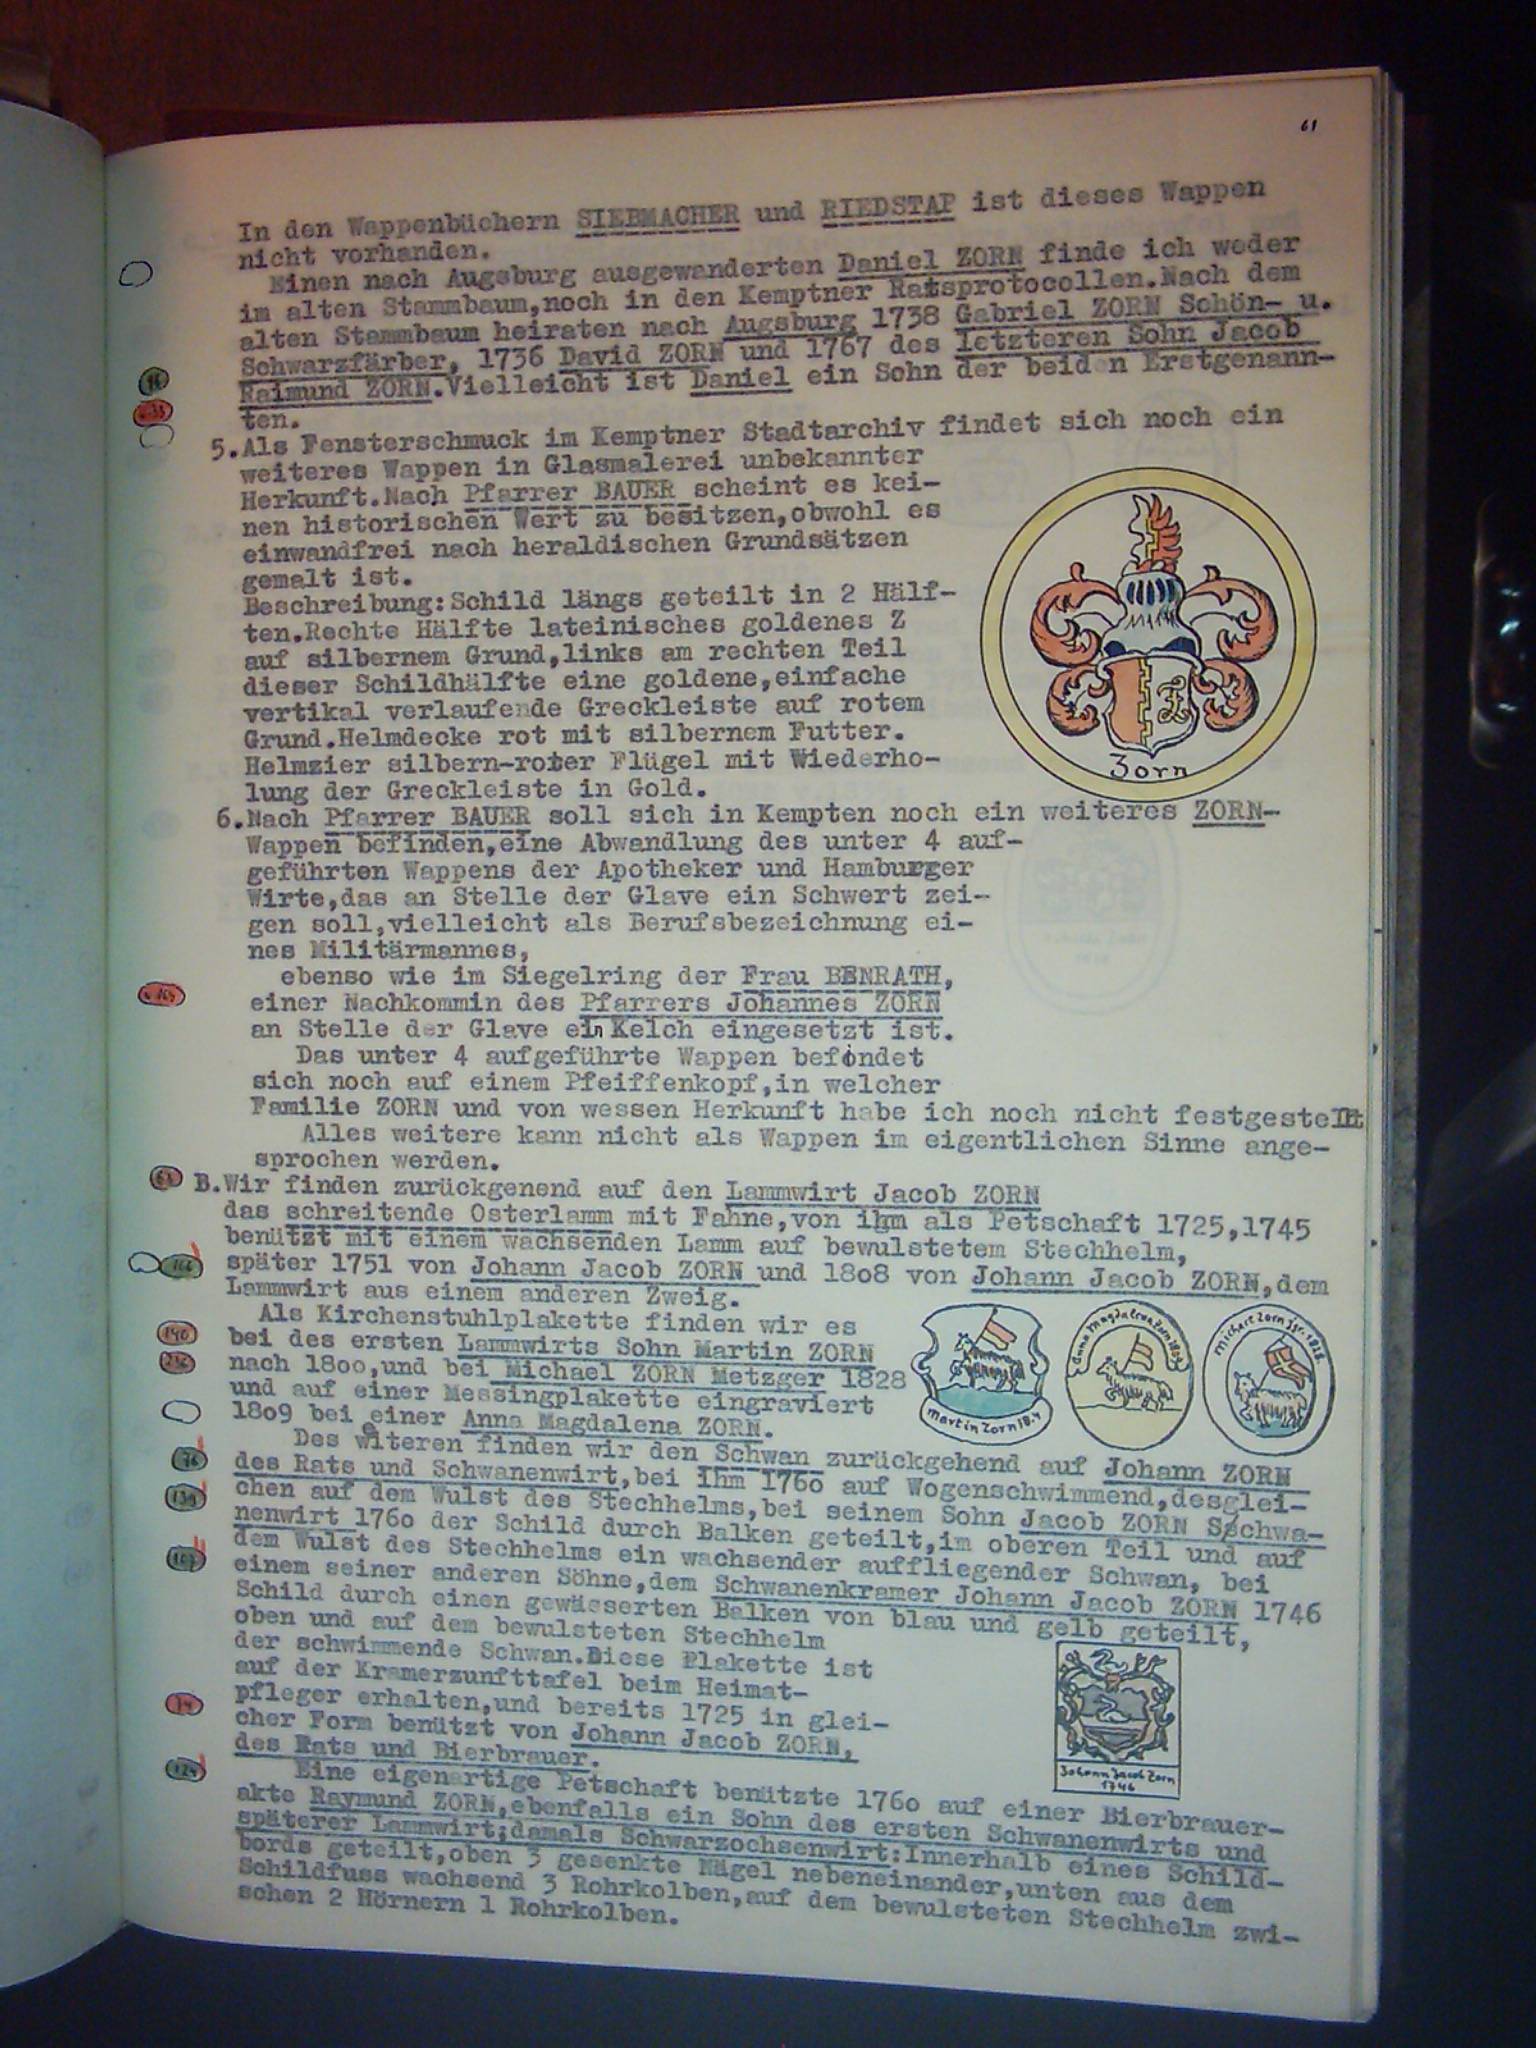 61
In den Wappenbüchern SIEBMACHER und RIEDSTAP ist dieses Wappen
nicht vorhanden.
Einen nach Augsburg ausgewanderten Daniel ZORN finde ich weder
im alten Stammbaum,noch in den Kemptner Ratsprotocollen.Nach dem
alten Stammbaum heiraten nach Augsburg 1738 Gabriel ZORN Schön- u.
Schwarzfärber, 1736 David ZORN und 1767 des letzteren Sohn Jacob
Raimund ZORN.Vielleicht ist Daniel ein Sohn der beiden Erstgenann-
ten.
5.Als Fensterschmuck im Kemptner Stadtarchiv findet sich noch ein
weiteres Wappen in Glasmalerei unbekannter
Herkunft.Nach Pfarrer BAUER scheint es kei-
nen historischen Wert zu besitzen,obwohl es
einwandfrei nach heraldischen Grundsätzen
gemalt ist.
Beschreibung:Schild längs geteilt in 2 Hälf-
ten.Rechte Hälfte lateinisches goldenes Z
auf silbernem Grund,links am rechten Teil
dieser Schildhälfte eine goldene,einfache
vertikal verlaufende Greckleiste auf rotem
Grund.Helmdecke rot mit silbernem Futter.
Helmzier silbern-roter Flügel mit Wiederho-
lung der Greckleiste in Gold.
Z
Zorn
6.Nach Pfarrer BAUER soll sich in Kempten noch ein weiteres ZORN-
Wappen befinden,eine Abwandlung des unter 4 auf-
geführten Wappens der Apotheker und Hamburger
Wirte,das an Stelle der Glave ein Schwert zei-
gen soll,vielleicht als Berufsbezeichnung ei-
nes Militärmannes,
ebenso wie im Siegelring der Frau BENRATH,
einer Nachkommin des Pfarrers Johannes ZORN
an Stelle der Glave ein Kelch eingesetzt ist.
Das unter 4 aufgeführte Wappen befindet
sich noch auf einem Pfeiffenkopf,in welcher
Familie ZORN und von wessen Herkunft habe ich noch nicht festgestellt
Alles weitere kann nicht als Wappen im eigentlichen Sinne ange-
sprochen werden.
B.Wir finden zurückgenend auf den Lammwirt Jacob ZORN
das schreitende Osterlamm mit Fahne,von ihm als Petschaft 1725,1745
benützt mit einem wachsenden Lamm auf bewulstetem Stechhelm,
später 1751 von Johann Jacob ZORN und 1808 von Johann Jacob ZORN,dem
Lammwirt aus einem anderen Zweig.
Als Kirchenstuhlplakette finden wir es
bei des ersten Lammwirts Sohn Martin ZORN
nach 1800,und bei Michael ZORN Metzger 1828
und auf einer Messingplakette eingraviert
1809 bei einer Anna Magdalena ZORN.
Martin Zorn 18.4
Anna Magdalena Zorn 1809
Michael Zorn Jgr. 1828
Des weiteren finden wir den Schwan zurückgehend auf Johann ZORN
des Rats und Schwanenwirt,bei ihm 1760 auf Wogenschwimmend,desglei-
chen auf dem Wulst des Stechhelms,bei seinem Sohn Jacob ZORN Schwa-
nenwirt 1760 der Schild durch Balken geteilt,im oberen Teil und auf
dem Wulst des Stechhelms ein wachsender auffliegender Schwan, bei
einem seiner anderen Söhne,dem Schwanenkramer Johann Jacob ZORN 1746
Schild durch einen gewässerten Balken von blau und gelb geteilt,
oben und auf dem bewulsteten Stechhelm
der schwimmende Schwan.Diese Plakette ist
auf der Kramerzunfttafel beim Heimat-
pfleger erhalten,und bereits 1725 in glei-
cher Form benützt von Johann Jacob ZORN,
des Rats und Bierbrauer.
Johann Jacob Zorn
1746
Eine eigenartige Petschaft benützte 1760 auf einer Bierbrauer-
akte Raymund ZORN,ebenfalls ein Sohn des ersten Schwanenwirts und
späterer Lammwirt;damals Schwarzochsenwirt:Innerhalb eines Schild-
bords geteilt,oben 3 gesenkte Nägel nebeneinander,unten aus dem
Schildfuss wachsend 3 Rohrkolben,auf dem bewulsteten Stechhelm zwi-
schen 2 Hörnern 1 Rohrkolben.